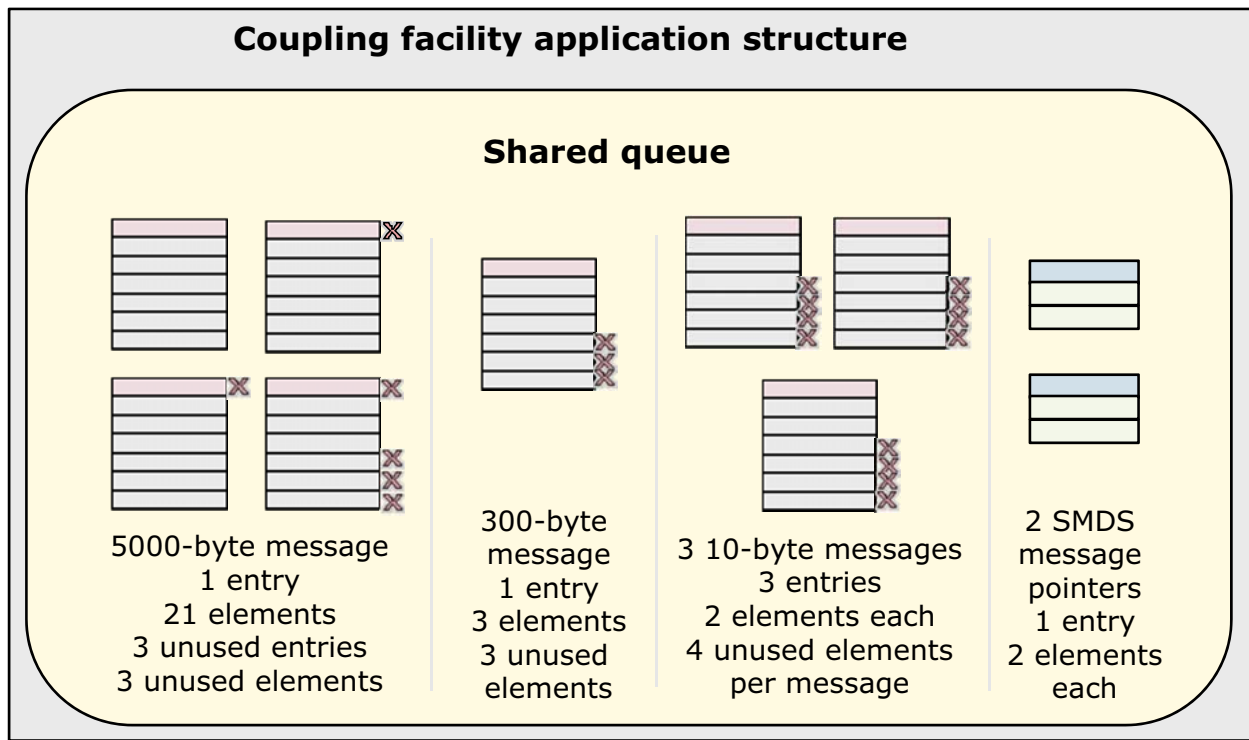 Coupling facility application structure
Shared queue
5000-byte message
1 entry
21 elements
3 unused entries
3 unused elements
300-byte
message
1 entry
3 elements
3 unused
elements
3 10-byte messages
3 entries
2 elements each
4 unused elements
per message
2 SMDS
message
pointers
1 entry
2 elements
each